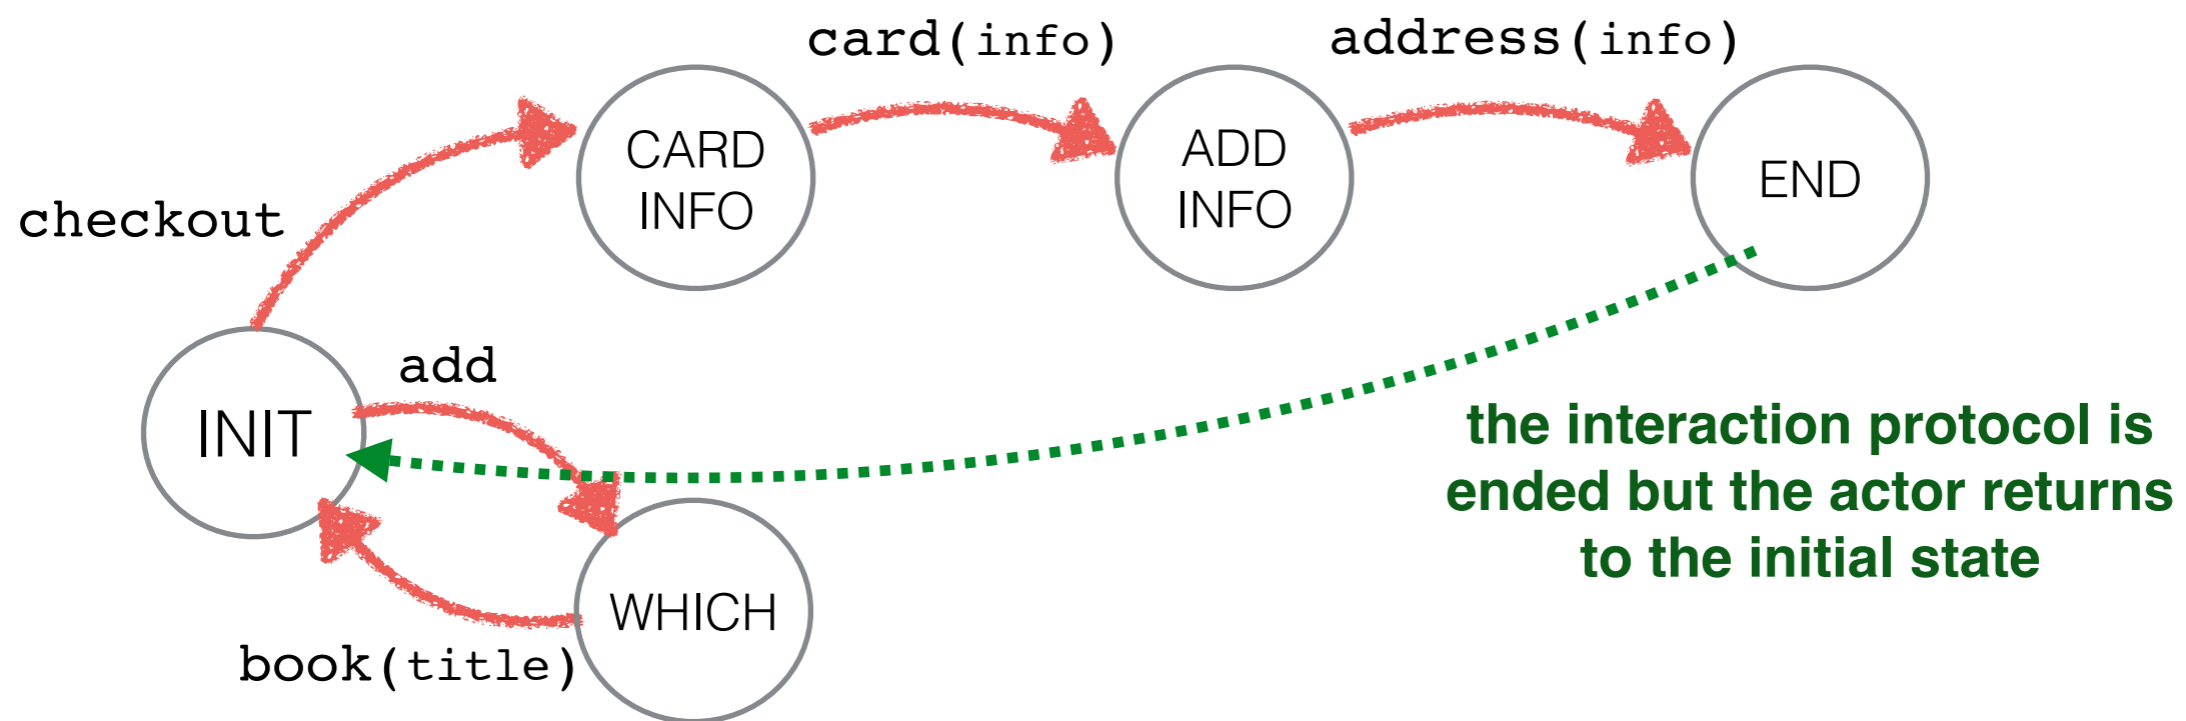 card(info)
address(info)
CARD
INFO
ADD
INFO
END
checkout
add
INIT
the interaction protocol is
ended but the actor returns
to the initial state
WHICH
book(title)